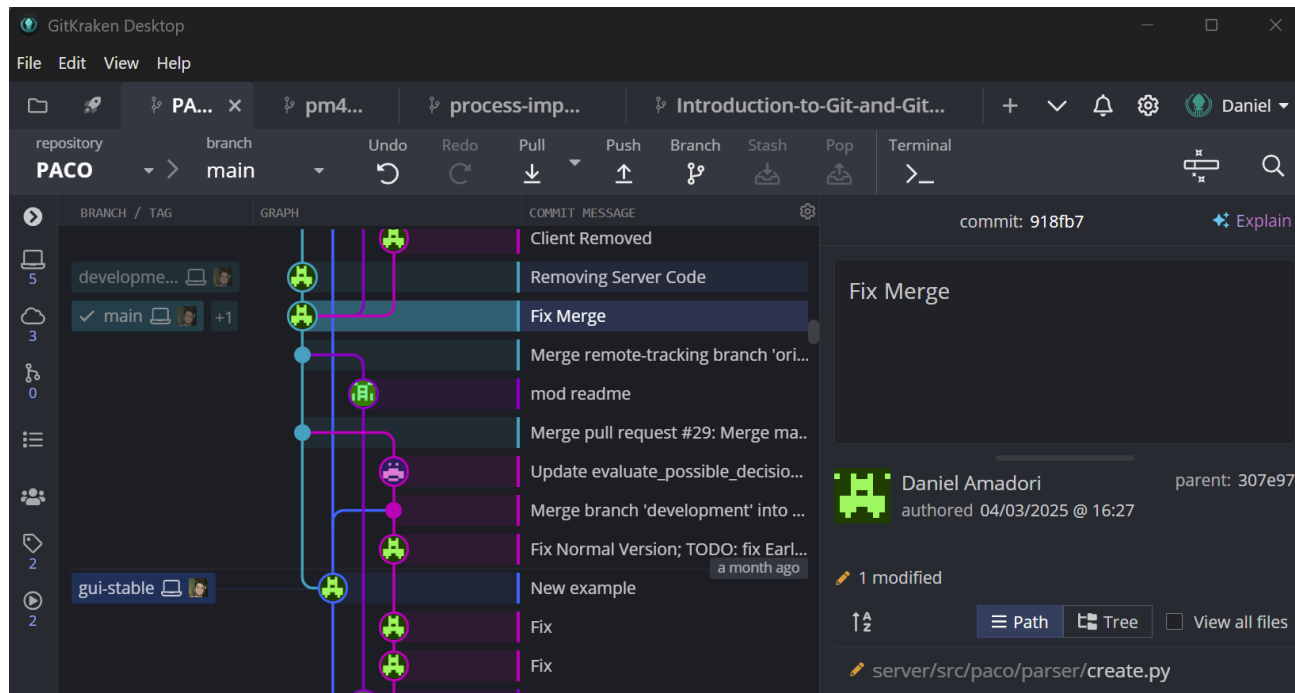 GitKraken Desktop
File Edit View Help
PA... pm4... process-imp... Introduction-to-Git-and-Git... Daniel
repository branch Undo Redo Pull Push Branch Stash Pop Terminal
PACO main
BRANCH / TAG GRAPH COMMIT MESSAGE
commit: 918fb7 Explain
Client Removed
5 developme... Removing Server Code
Fix Merge
main +1 Fix Merge
3
Merge remote-tracking branch 'ori...
0 mod readme
Merge pull request #29: Merge ma..
Update evaluate_possible_decisio...
Daniel Amadori parent: 307e97
Merge branch 'development' into ...
authored 04/03/2025 @ 16:27
Fix Normal Version; TODO: fix Earl...
2 a month ago
1 modified
gui-stable New example
2 Fix
A Z Path Tree View all files
Fix
server/src/paco/parser/create.py